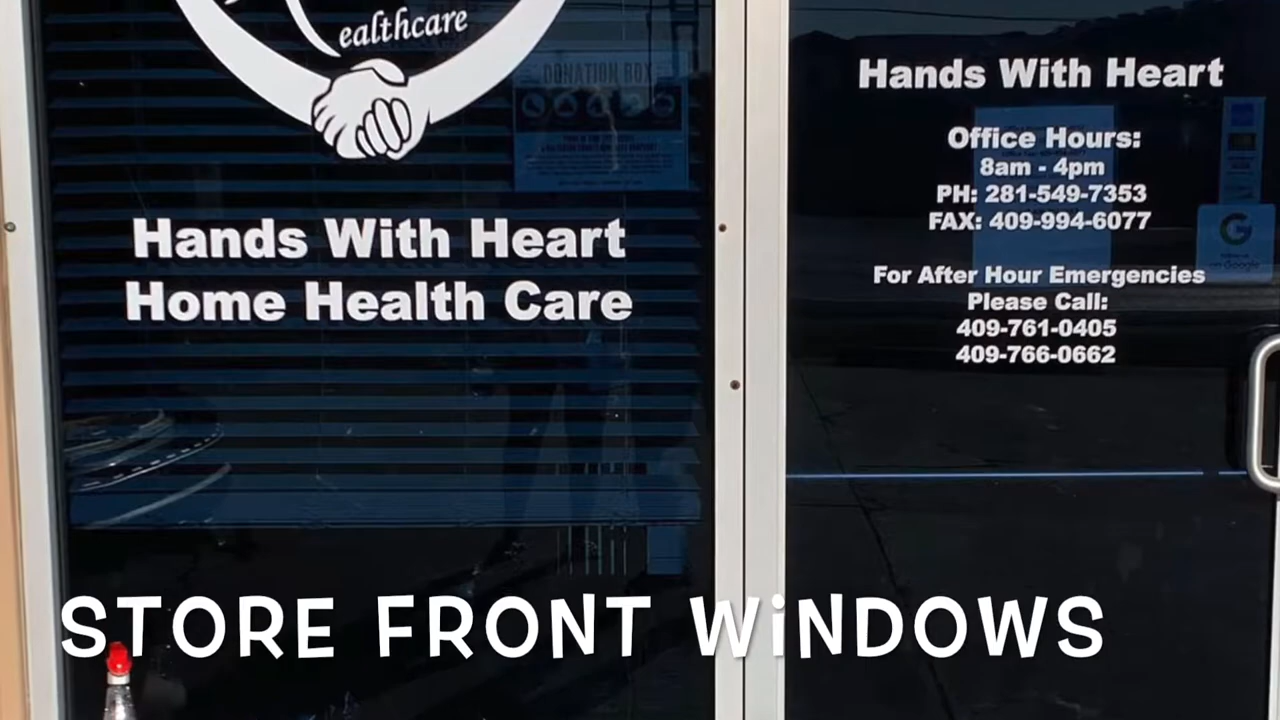 ealthcare
DONATION BOX
Hands With Heart
Home Health Care
Hands With Heart
Office Hours:
8am - 4pm
PH: 281-549-7353
FAX: 409-994-6077
For After Hour Emergencies
Please Call:
409-761-0405
409-766-0662
G
on Google
STORE FRONT WiNDOWS